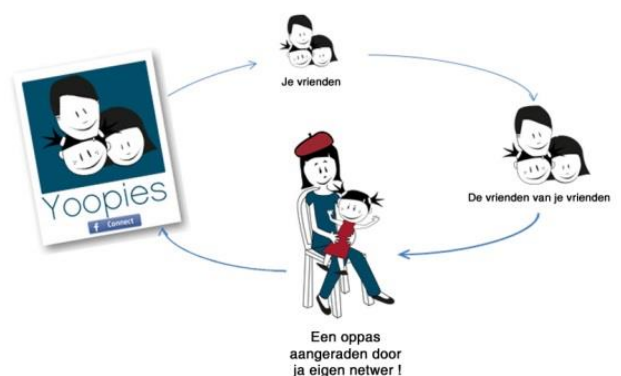 Yoopies
f Connect
Je vrienden
De vrienden van je vrienden
Een oppas
aangeraden door
ja eigen netwer !